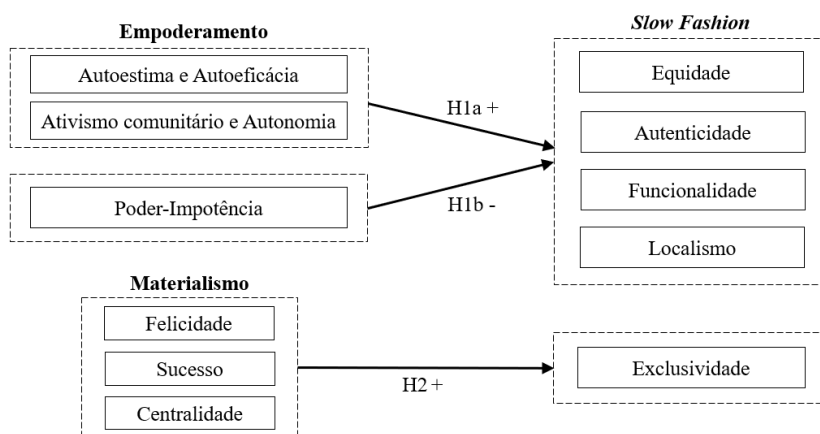 Empoderamento
Autoestima e Autoeficácia
Ativismo comunitário e Autonomia
Poder-Impotência
H1a +
H1b -
Slow Fashion
Equidade
Autenticidade
Funcionalidade
Localismo
Materialismo
Felicidade
Sucesso
Centralidade
H2 +
Exclusividade